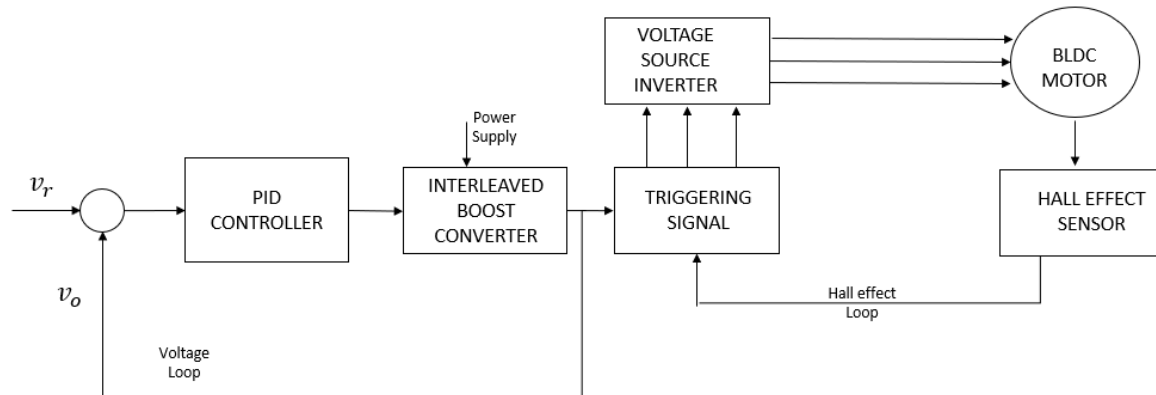 VOLTAGE
SOURCE
INVERTER
BLDC
MOTOR
Power
Supply
v_r
PID
CONTROLLER
INTERLEAVED
BOOST
CONVERTER
TRIGGERING
SIGNAL
HALL EFFECT
SENSOR
v_o
Hall effect
Loop
Voltage
Loop